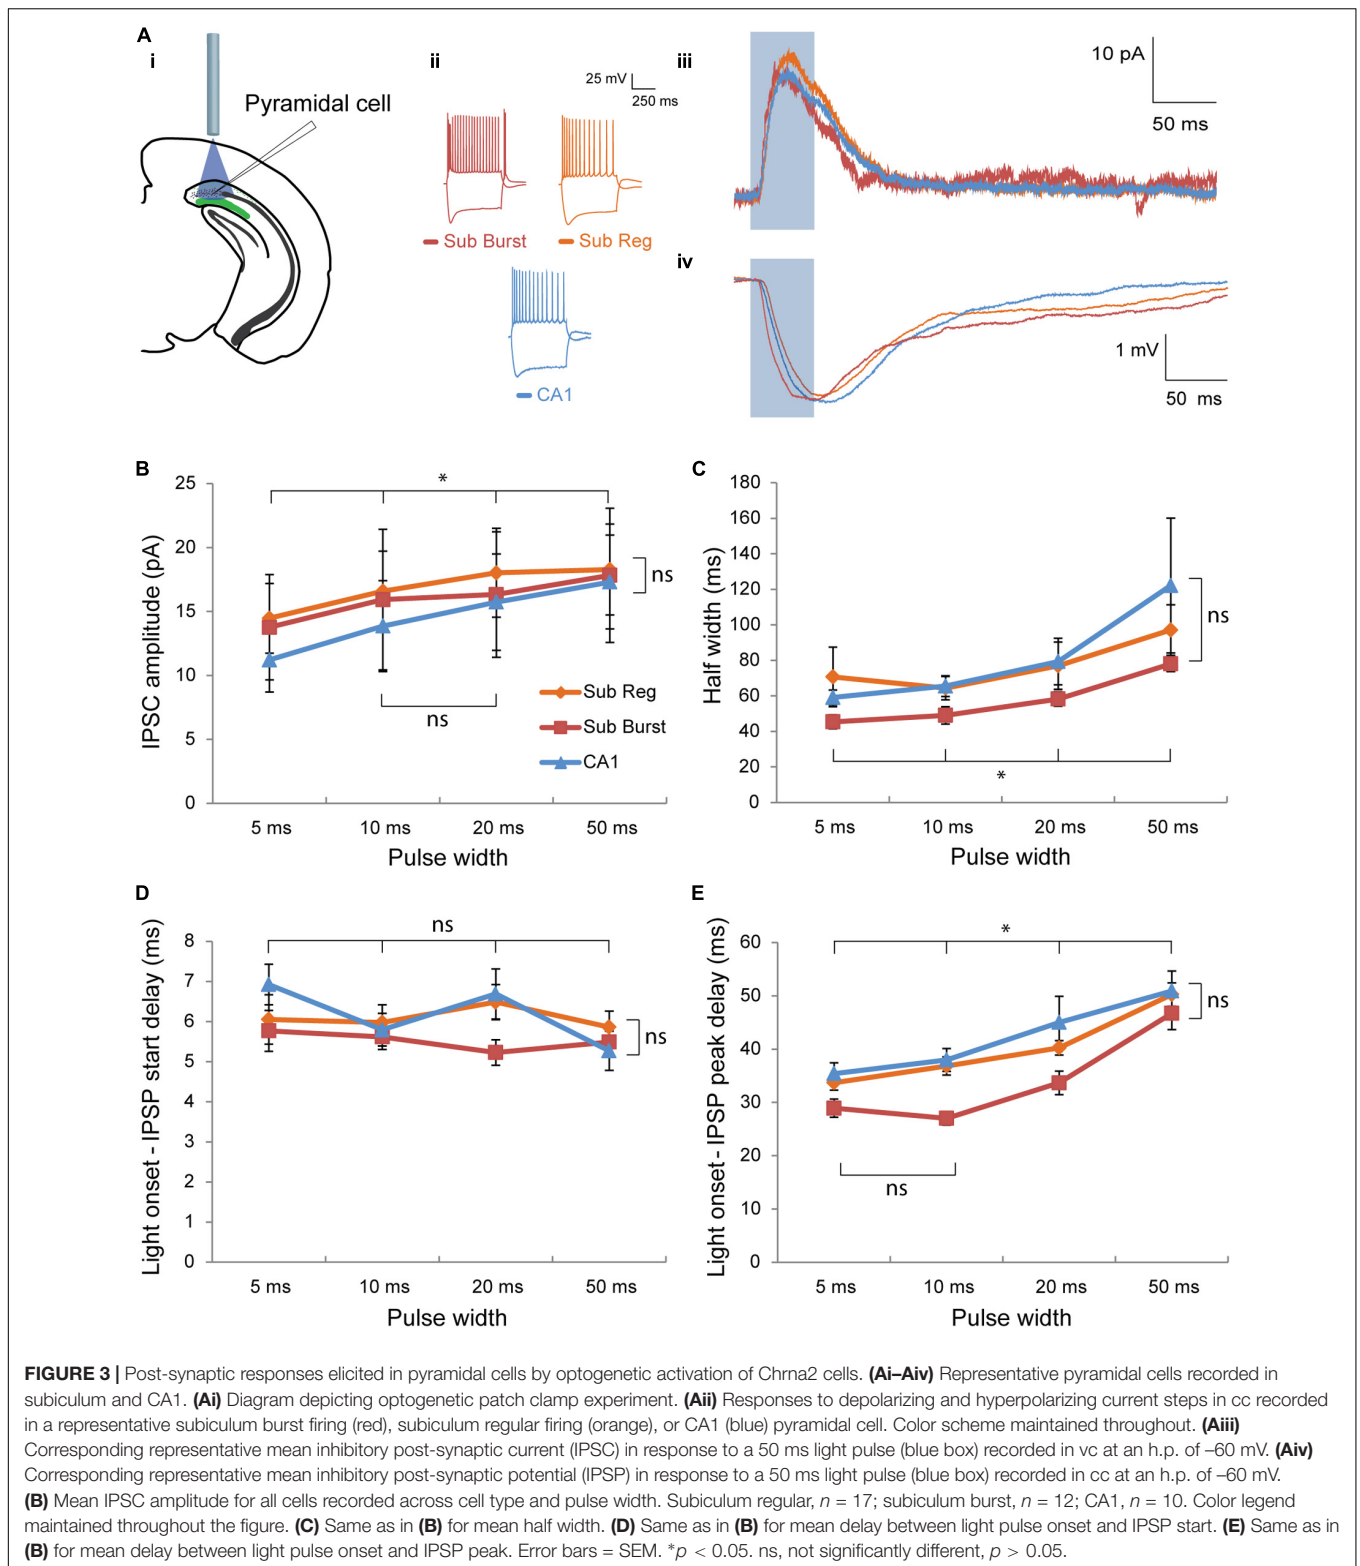 A
i
Pyramidal cell
ii
25 mV
250 ms
Sub Burst
Sub Reg
CA1
iii
10 pA
50 ms
iv
1 mV
50 ms
B
IPSC amplitude (pA)
25
20
15
10
5
0
*
ns
ns
Sub Reg
Sub Burst
CA1
5 ms
10 ms
20 ms
50 ms
Pulse width
C
Half width (ms)
180
160
140
120
100
80
60
40
20
0
ns
*
5 ms
10 ms
20 ms
50 ms
Pulse width
D
Light onset - IPSP start delay (ms)
8
7
6
5
4
3
2
1
0
ns
ns
5 ms
10 ms
20 ms
50 ms
Pulse width
E
Light onset - IPSP peak delay (ms)
60
50
40
30
20
10
0
*
ns
ns
5 ms
10 ms
20 ms
50 ms
Pulse width
FIGURE 3 | Post-synaptic responses elicited in pyramidal cells by optogenetic activation of Chrna2 cells. (Ai–Aiv) Representative pyramidal cells recorded in
subiculum and CA1. (Ai) Diagram depicting optogenetic patch clamp experiment. (Aii) Responses to depolarizing and hyperpolarizing current steps in cc recorded
in a representative subiculum burst firing (red), subiculum regular firing (orange), or CA1 (blue) pyramidal cell. Color scheme maintained throughout. (Aiii)
Corresponding representative mean inhibitory post-synaptic current (IPSC) in response to a 50 ms light pulse (blue box) recorded in vc at an h.p. of –60 mV. (Aiv)
Corresponding representative mean inhibitory post-synaptic potential (IPSP) in response to a 50 ms light pulse (blue box) recorded in cc at an h.p. of –60 mV.
(B) Mean IPSC amplitude for all cells recorded across cell type and pulse width. Subiculum regular, n = 17; subiculum burst, n = 12; CA1, n = 10. Color legend
maintained throughout the figure. (C) Same as in (B) for mean half width. (D) Same as in (B) for mean delay between light pulse onset and IPSP start. (E) Same as in
(B) for mean delay between light pulse onset and IPSP peak. Error bars = SEM. *p < 0.05. ns, not significantly different, p > 0.05.